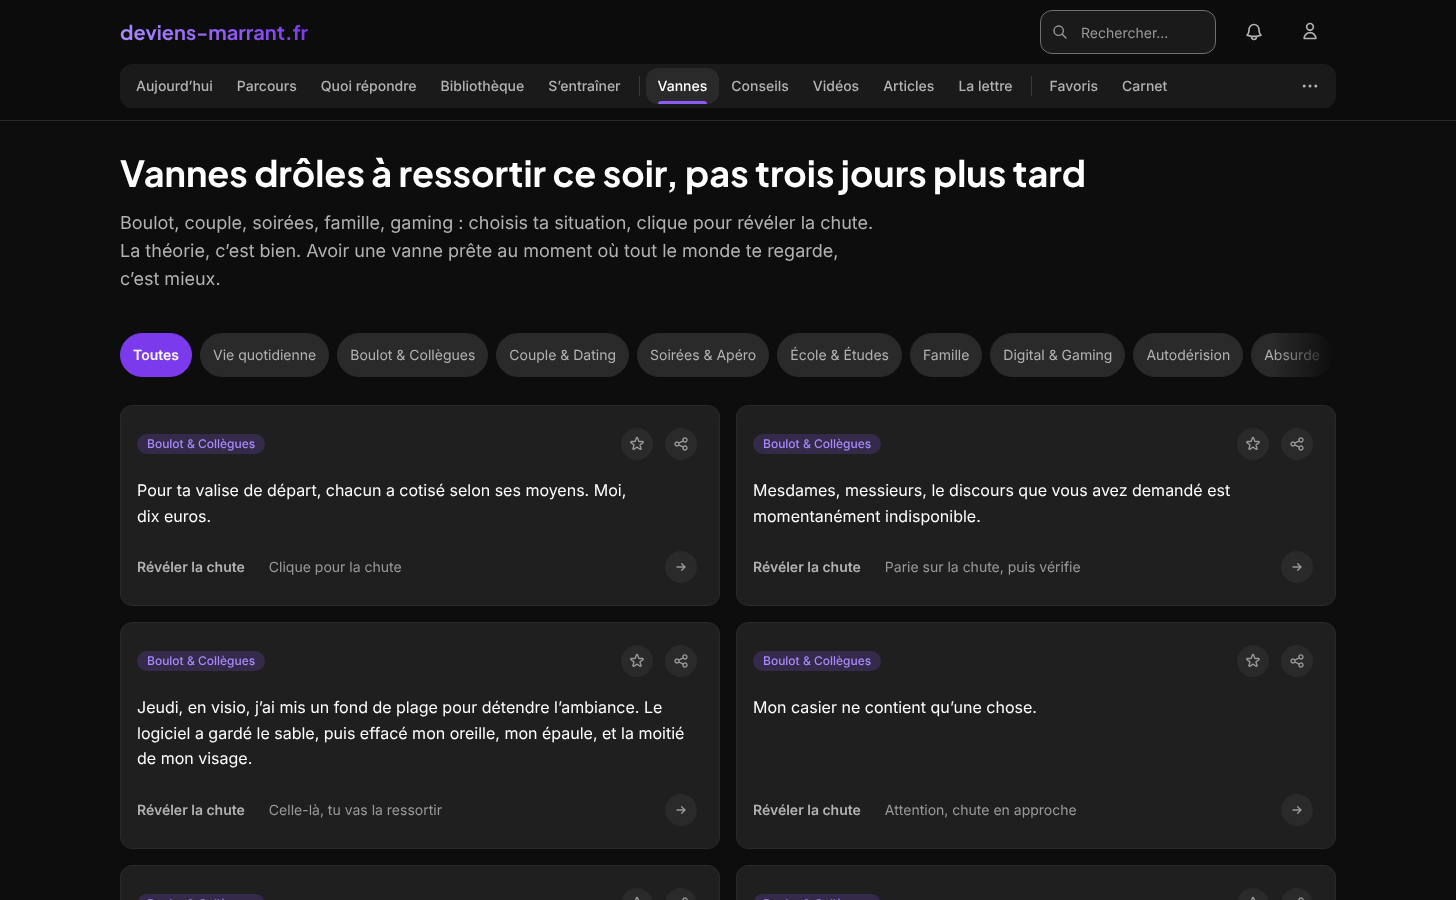 deviens-marrant.fr
Rechercher...
Aujourd’hui Parcours Quoi répondre Bibliothèque S’entraîner Vannes Conseils Vidéos Articles La lettre Favoris Carnet
Vannes drôles à ressortir ce soir, pas trois jours plus tard
Boulot, couple, soirées, famille, gaming : choisis ta situation, clique pour révéler la chute.
La théorie, c’est bien. Avoir une vanne prête au moment où tout le monde te regarde,
c’est mieux.
Toutes Vie quotidienne Boulot & Collègues Couple & Dating Soirées & Apéro École & Études Famille Digital & Gaming Autodérision Absurde
Boulot & Collègues
Pour ta valise de départ, chacun a cotisé selon ses moyens. Moi,
dix euros.
Révéler la chute Clique pour la chute
Boulot & Collègues
Mesdames, messieurs, le discours que vous avez demandé est
momentanément indisponible.
Révéler la chute Parie sur la chute, puis vérifie
Boulot & Collègues
Jeudi, en visio, j’ai mis un fond de plage pour détendre l’ambiance. Le
logiciel a gardé le sable, puis effacé mon oreille, mon épaule, et la moitié
de mon visage.
Révéler la chute Celle-là, tu vas la ressortir
Boulot & Collègues
Mon casier ne contient qu’une chose.
Révéler la chute Attention, chute en approche